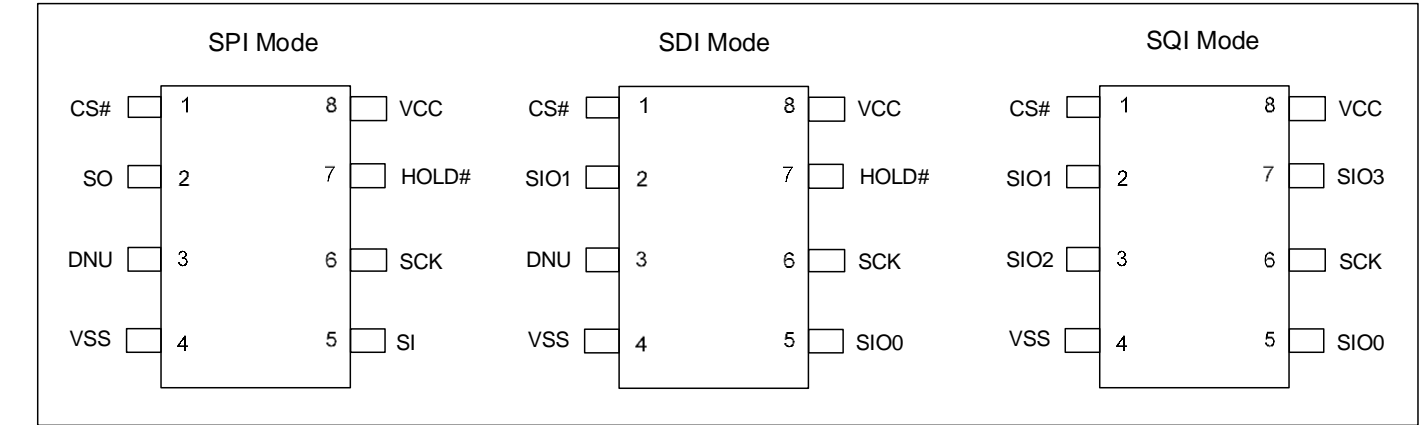 SPI Mode
CS# 1 8 VCC
SO 2 7 HOLD#
DNU 3 6 SCK
VSS 4 5 SI
SDI Mode
CS# 1 8 VCC
SIO1 2 7 HOLD#
DNU 3 6 SCK
VSS 4 5 SIO0
SQI Mode
CS# 1 8 VCC
SIO1 2 7 SIO3
SIO2 3 6 SCK
VSS 4 5 SIO0